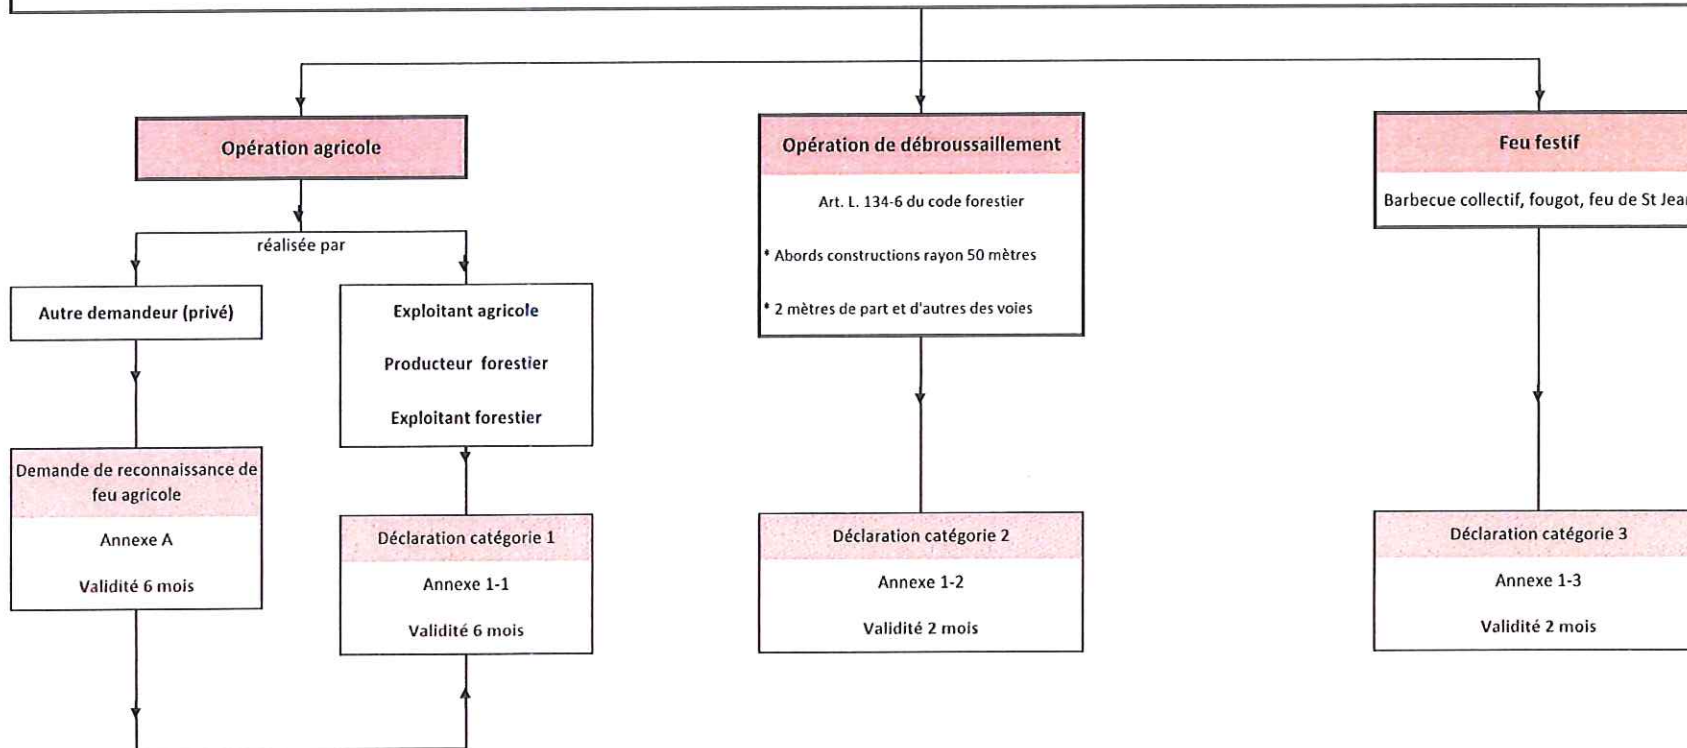 Opération agricole
réalisée par
Autre demandeur (privé)
Demande de reconnaissance de
feu agricole
Annexe A
Validité 6 mois
Exploitant agricole
Producteur forestier
Exploitant forestier
Déclaration catégorie 1
Annexe 1-1
Validité 6 mois
Opération de débroussaillement
Art. L. 134-6 du code forestier
* Abords constructions rayon 50 mètres
* 2 mètres de part et d'autres des voies
Déclaration catégorie 2
Annexe 1-2
Validité 2 mois
Feu festif
Barbecue collectif, fougot, feu de St Jean
Déclaration catégorie 3
Annexe 1-3
Validité 2 mois